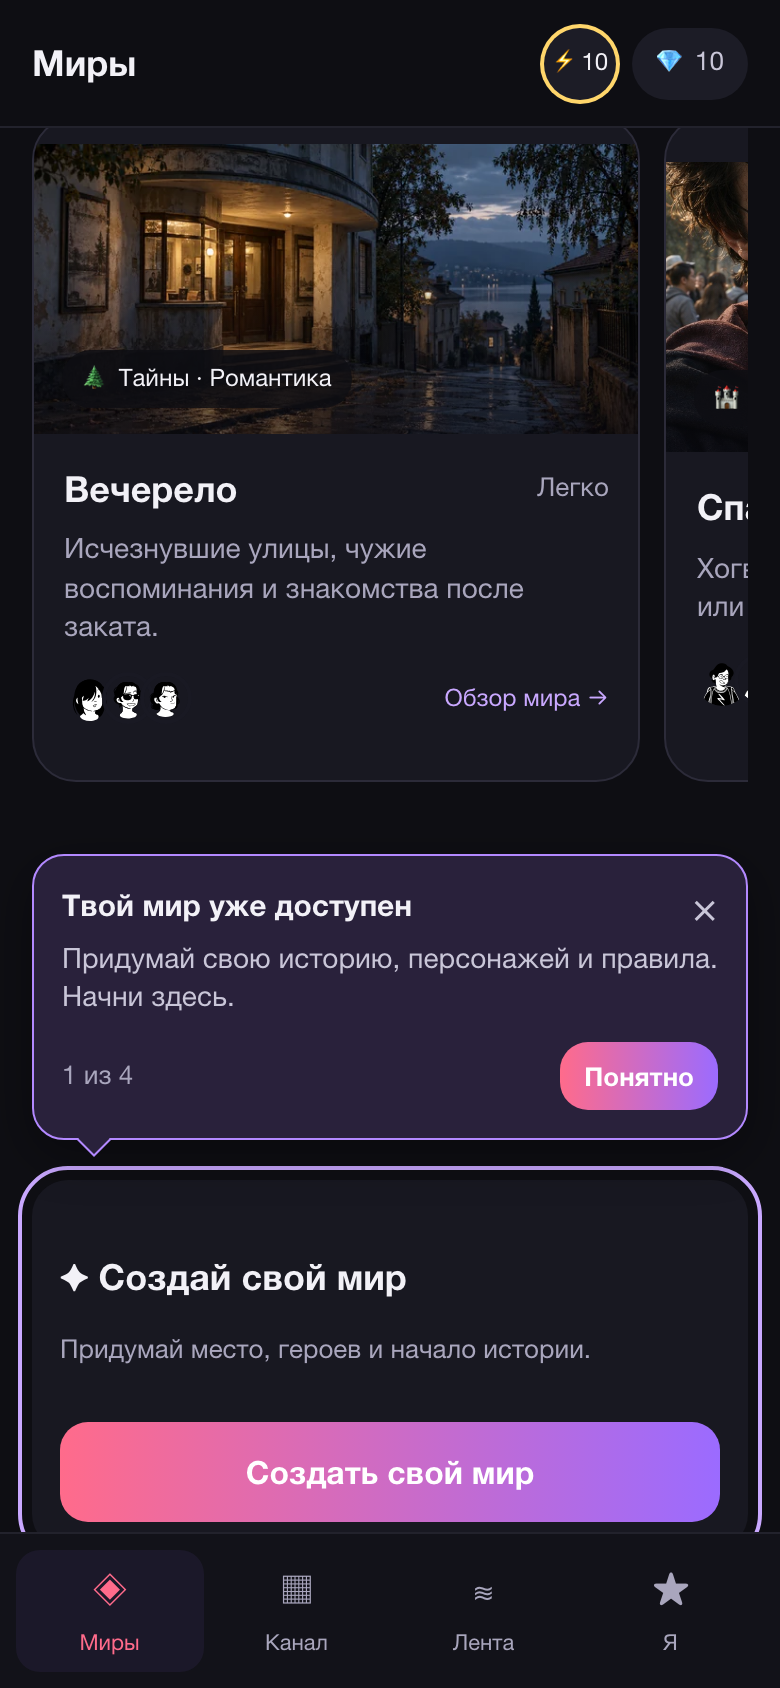 Миры
10
10
Тайны · Романтика
Вечерело
Легко
Исчезнувшие улицы, чужие
воспоминания и знакомства после
заката.
Обзор мира →
или
Твой мир уже доступен
Придумай свою историю, персонажей и правила.
Начни здесь.
1 из 4
Понятно
Создай свой мир
Придумай место, героев и начало истории.
Создать свой мир
Миры
Канал
Лента
Я